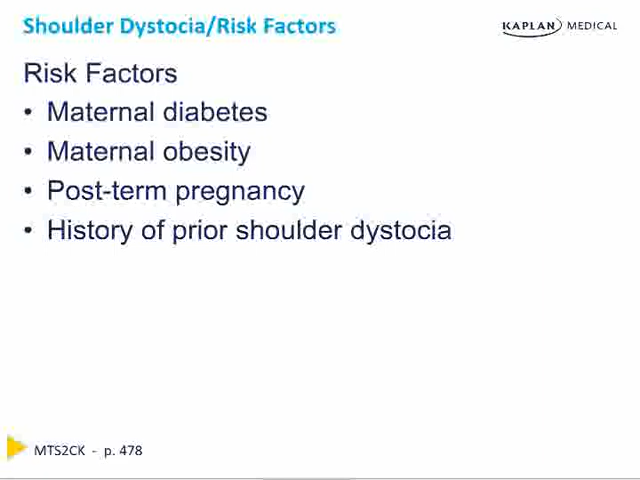 Shoulder Dystocia/Risk Factors
KAPLAN MEDICAL
Risk Factors
• Maternal diabetes
• Maternal obesity
• Post-term pregnancy
• History of prior shoulder dystocia
MTS2CK - p. 478